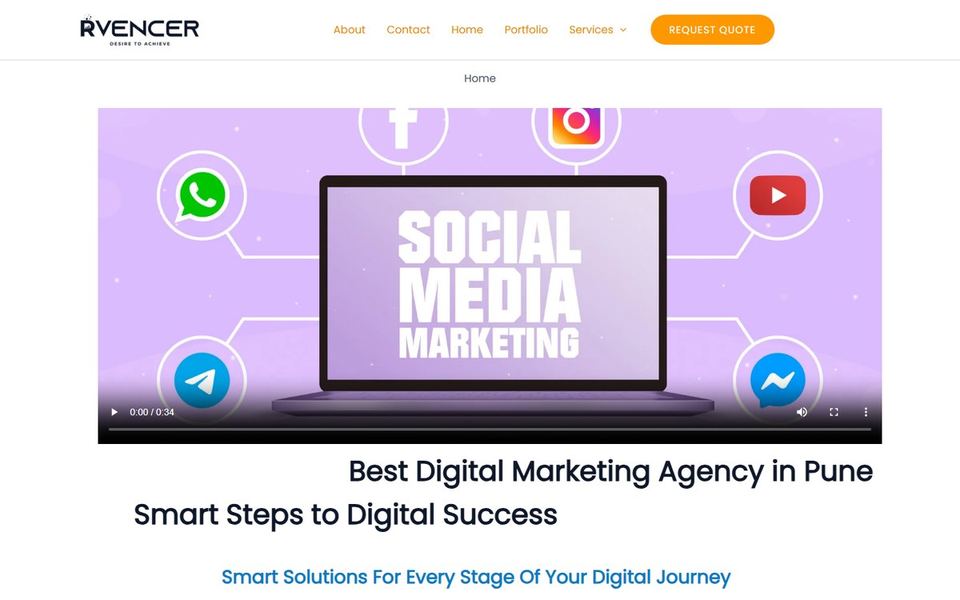 RVENCER
DESIRE TO ACHIEVE
About Contact Home Portfolio Services REQUEST QUOTE
Home
SOCIAL
MEDIA
MARKETING
0:00 / 0:34
Best Digital Marketing Agency in Pune
Smart Steps to Digital Success
Smart Solutions For Every Stage Of Your Digital Journey